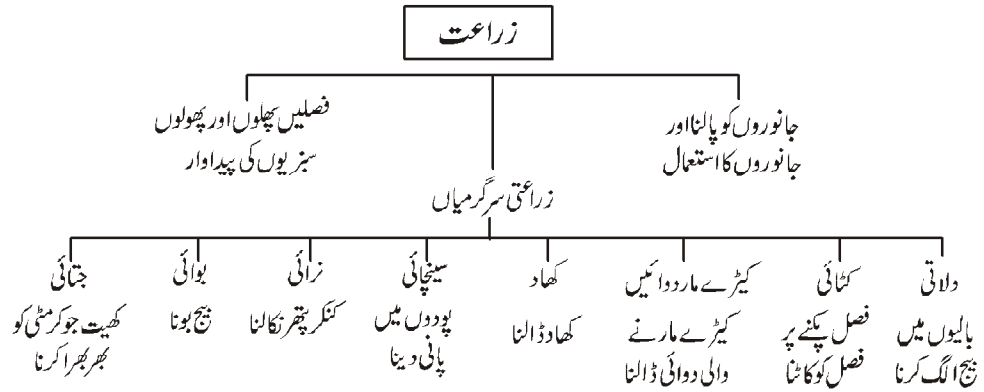 زراعت
جانوروں کو پالنا اور
جانوروں کا استعمال
فصلیں پھلوں اور پھولوں
سبزیوں کی پیداوار
زراعتی سرگرمیاں
دلاتی
بالیوں میں
بیج الگ کرنا
کٹائی
فصل پکنے پر
فصل کو کاٹنا
کیڑے مار دوائیں
کیڑے مارنے
والی دوائی ڈالنا
کھاد
کھاد ڈالنا
سینچائی
پودوں میں
پانی دینا
نرائی
کنکر پتھر نکالنا
بوائی
بیج بونا
جتائی
کھیت جو کر مٹی کو
بھر بھرا کرنا